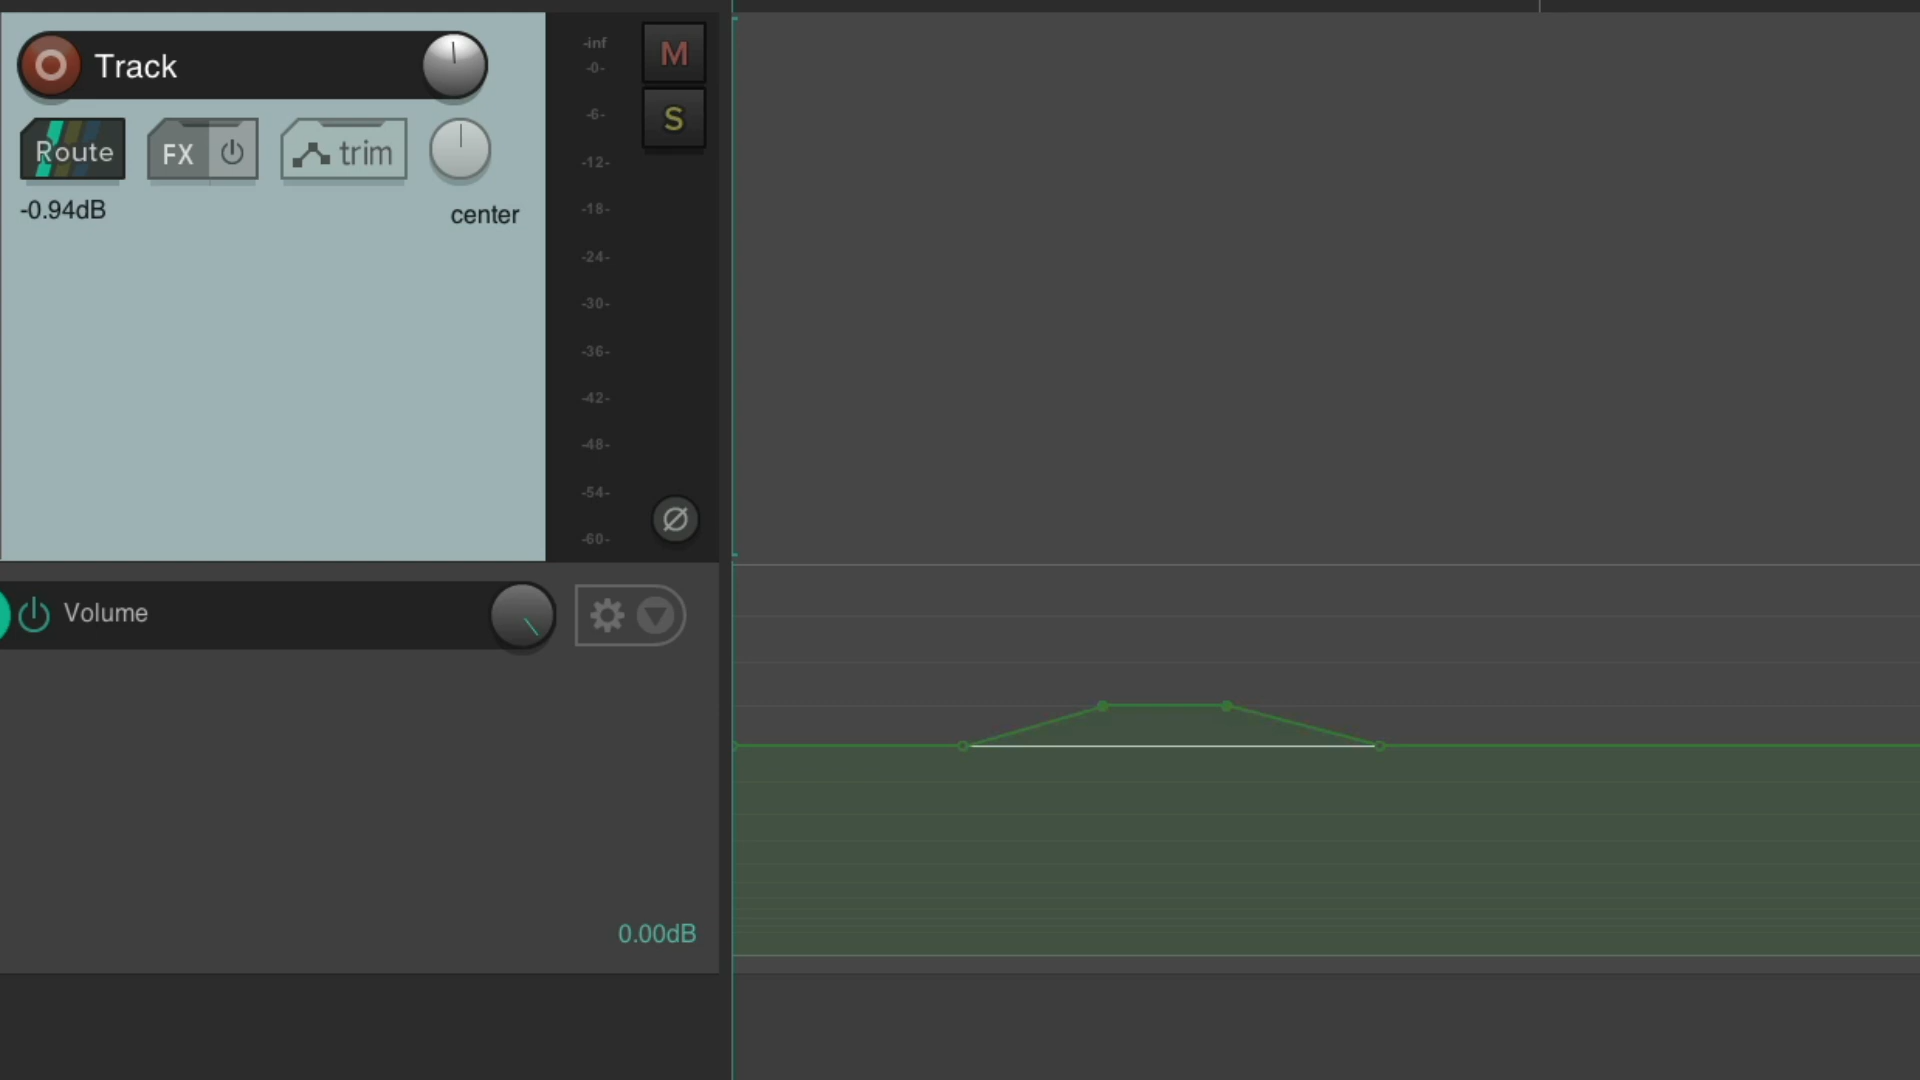 Track
Route
FX
trim
-0.94dB
center
-inf
-0-
-6-
-12-
-18-
-24-
-30-
-36-
-42-
-48-
-54-
-60-
M
S
Volume
0.00dB